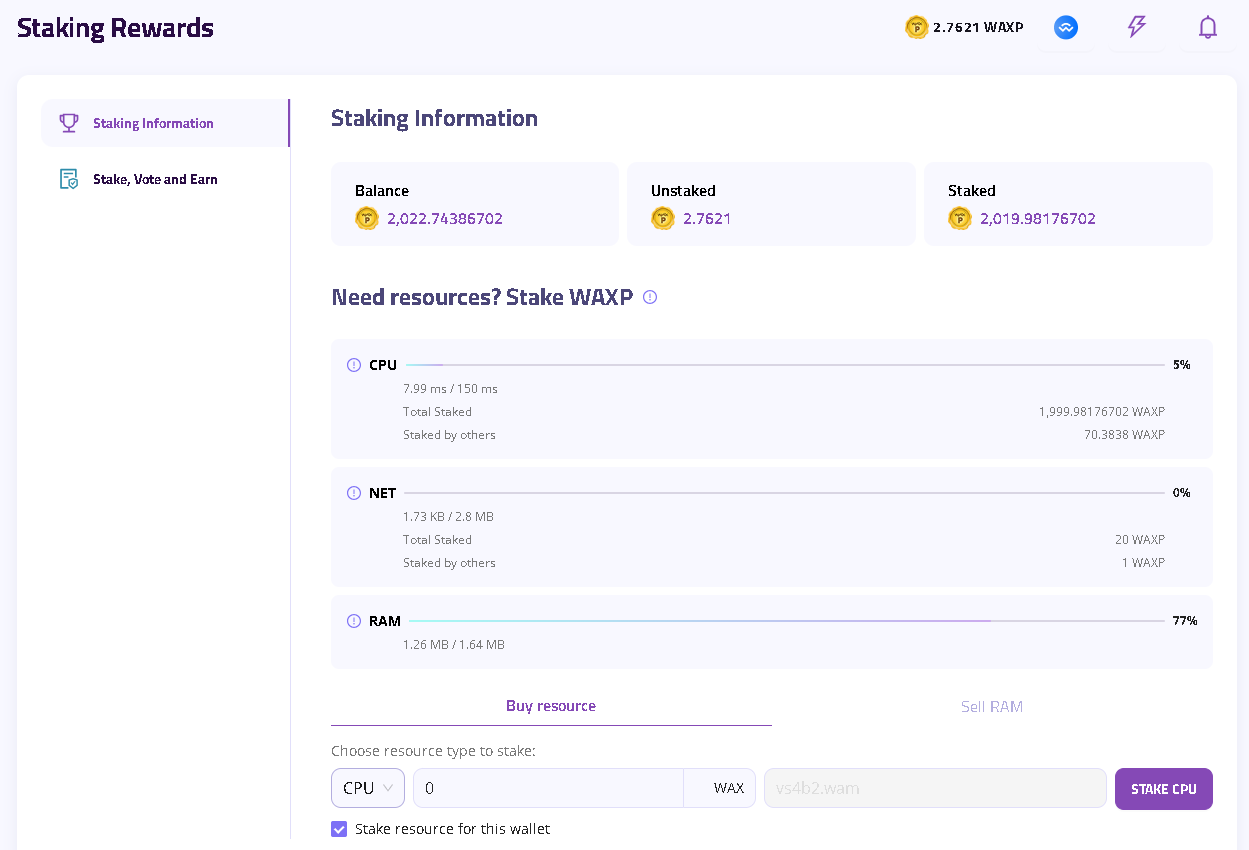 Staking Rewards
2.7621 WAXP
Staking Information
Stake, Vote and Earn
Staking Information
Balance
2,022.74386702
Unstaked
2.7621
Staked
2,019.98176702
Need resources? Stake WAXP
CPU
5%
7.99 ms / 150 ms
Total Staked
1,999.98176702 WAXP
Staked by others
70.3838 WAXP
NET
0%
1.73 KB / 2.8 MB
Total Staked
20 WAXP
Staked by others
1 WAXP
RAM
77%
1.26 MB / 1.64 MB
Buy resource
Sell RAM
Choose resource type to stake:
CPU
0
WAX
vs4b2.wam
STAKE CPU
Stake resource for this wallet